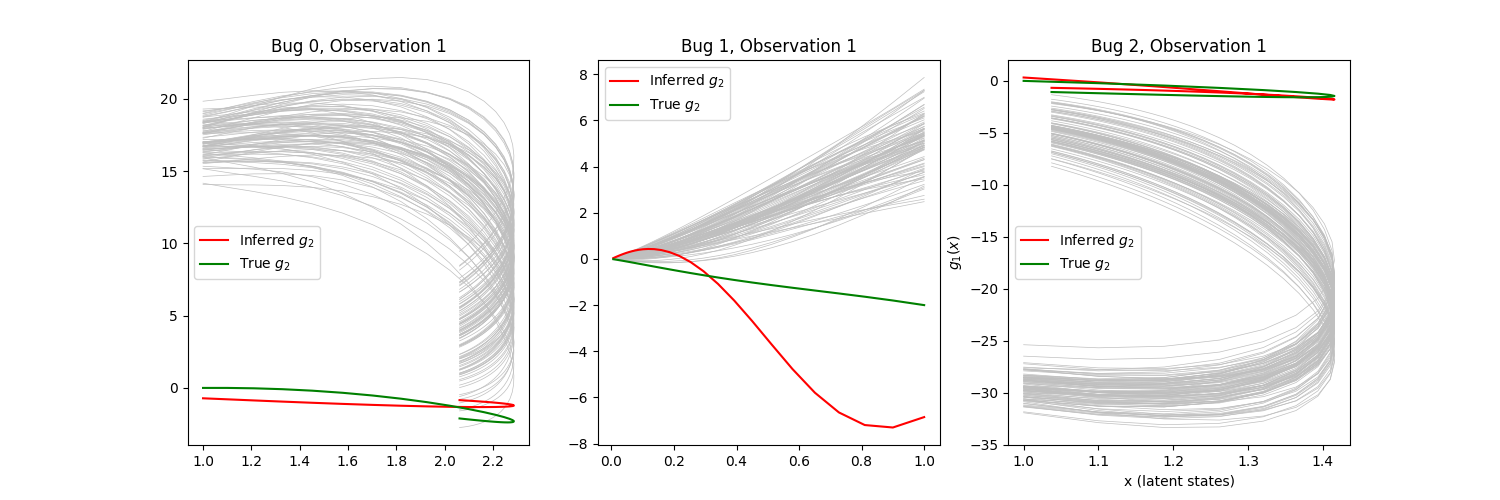 Bug 0, Observation 1
20
15
10
5
0
1.0 1.2 1.4 1.6 1.8 2.0 2.2
Inferred g₂
True g₂
Bug 1, Observation 1
8
6
4
2
0
−2
−4
−6
−8
0.0 0.2 0.4 0.6 0.8 1.0
Inferred g₂
True g₂
Bug 2, Observation 1
g₁(x)
0
−5
−10
−15
−20
−25
−30
−35
1.0 1.1 1.2 1.3 1.4
x (latent states)
Inferred g₂
True g₂